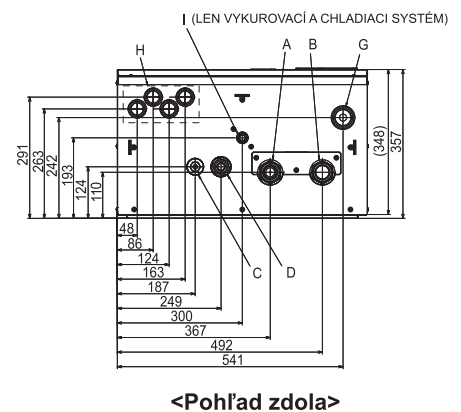 I (LEN VYKUROVACÍ A CHLADIACI SYSTÉM)
H
A
B
G
291
263
242
193
124
110
(348)
357
48
86
124
163
187
249
300
367
492
541
C
D
<Pohľad zdola>